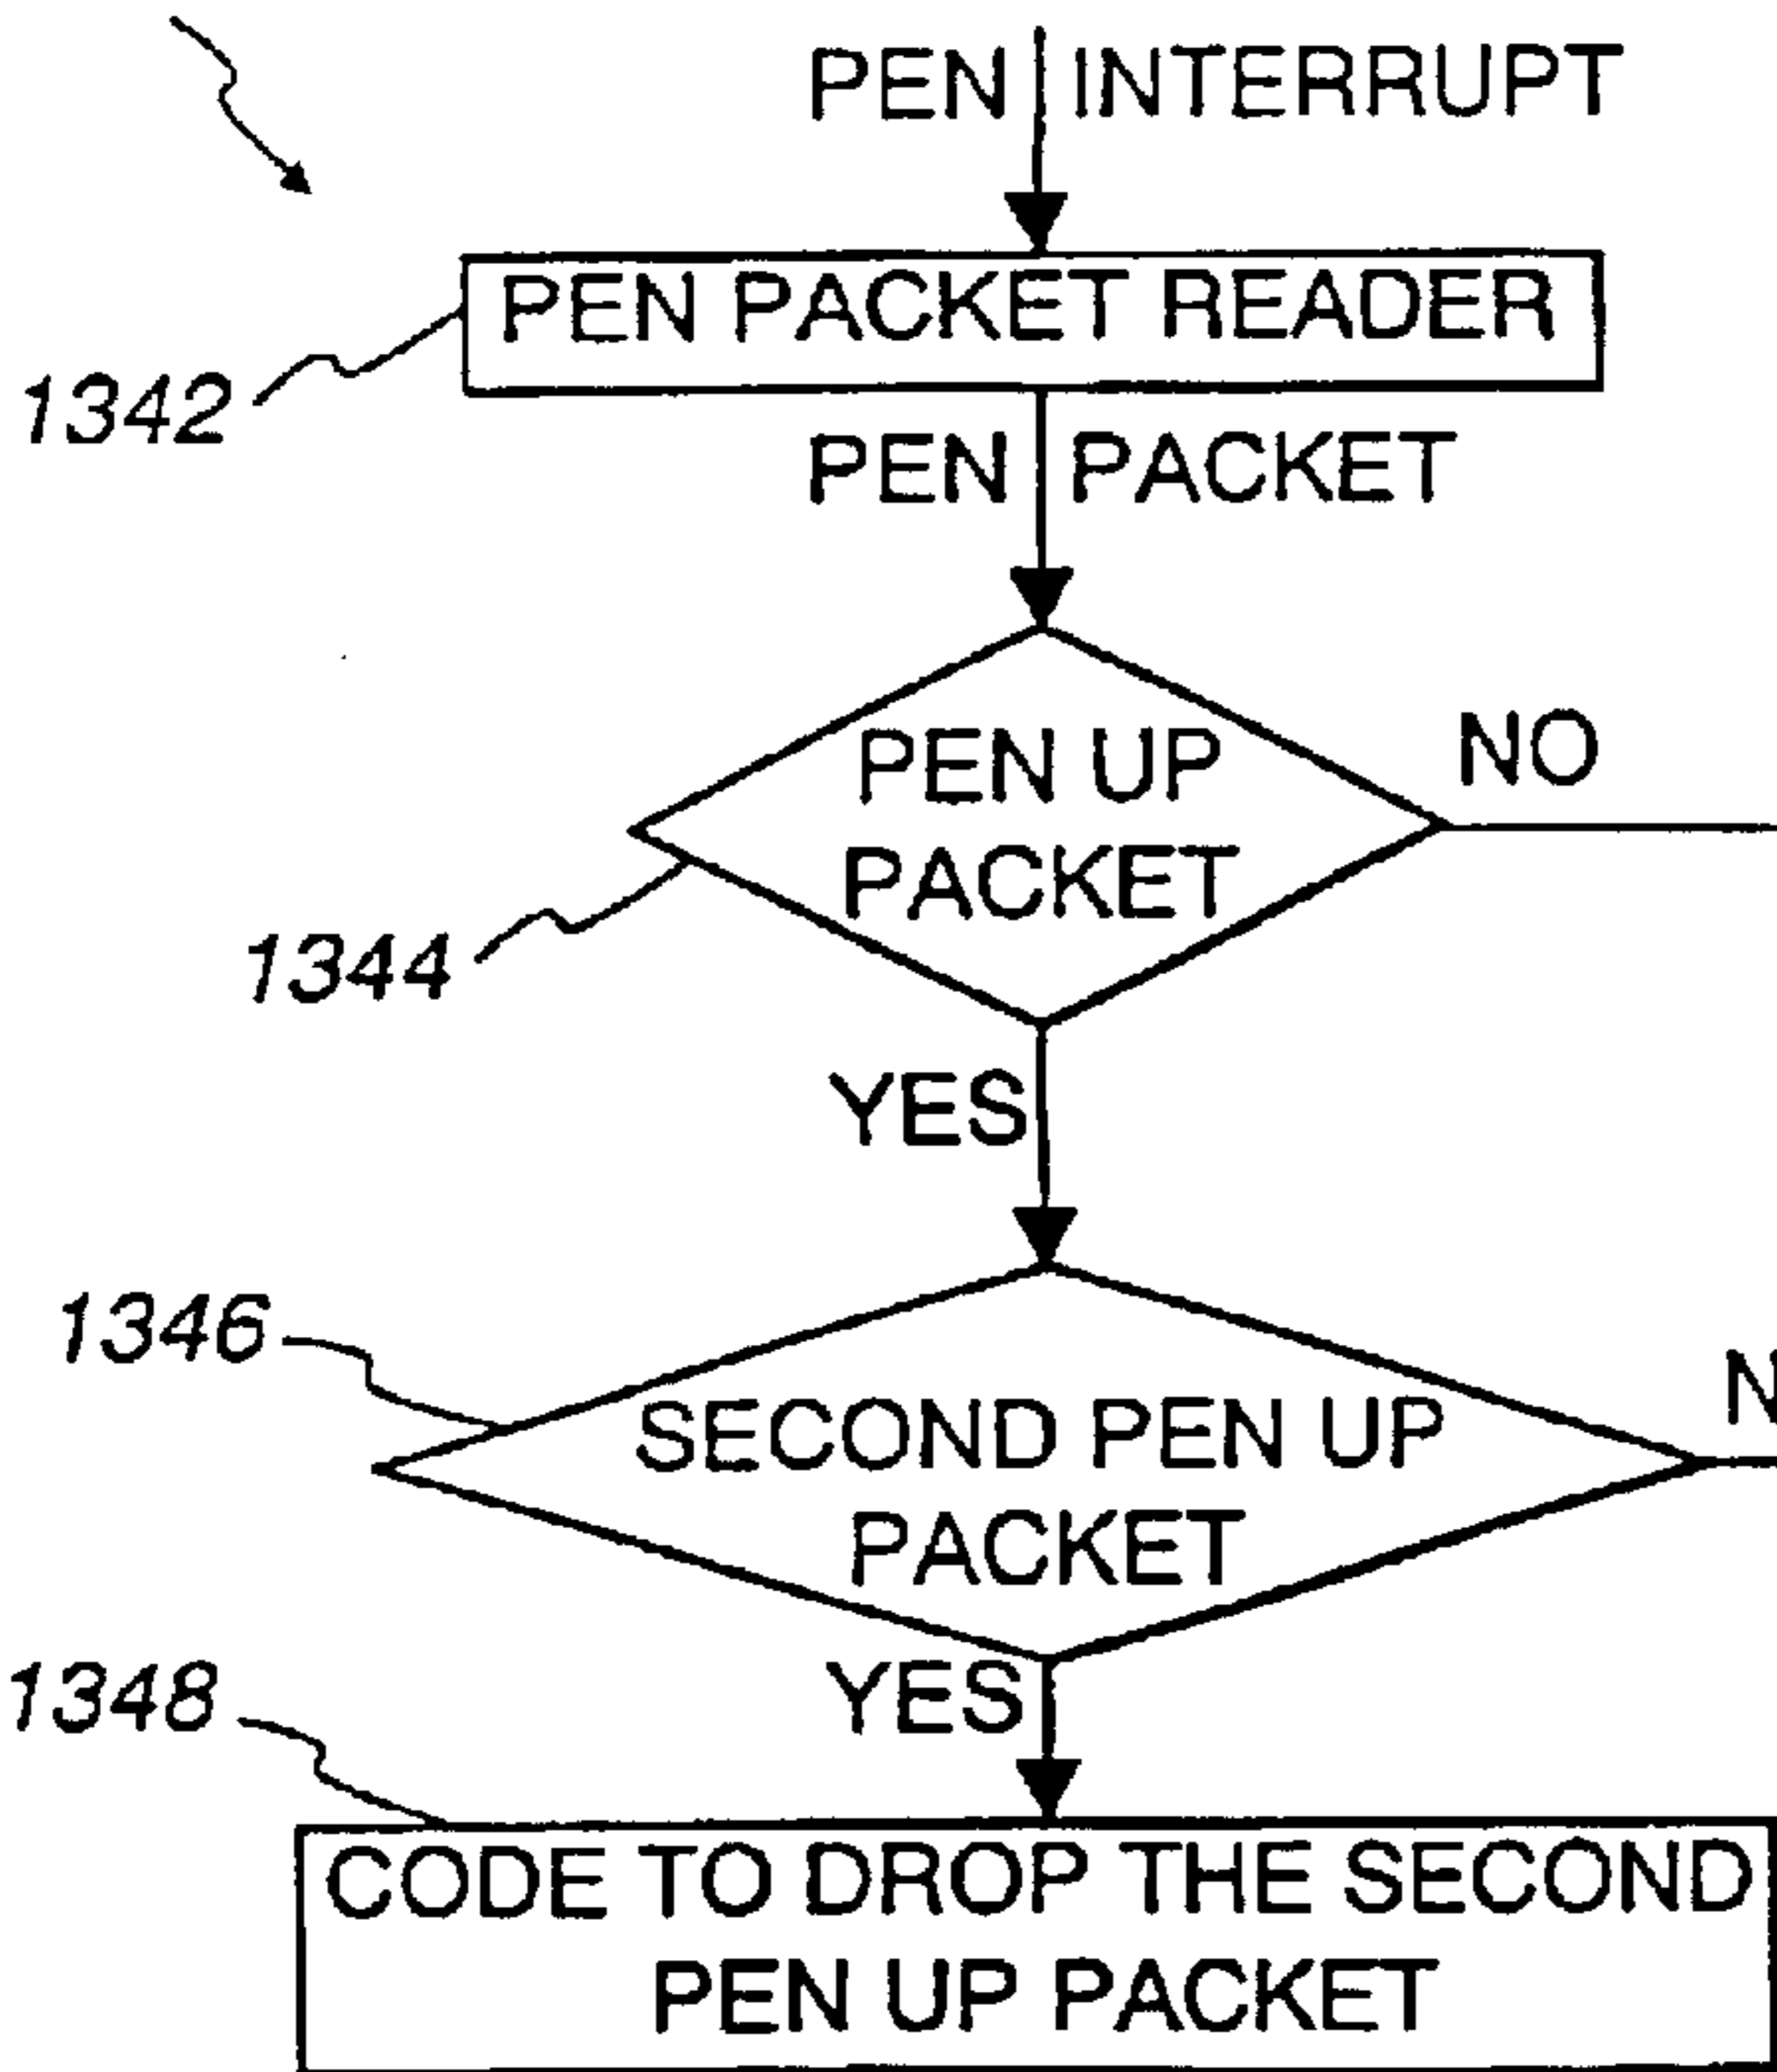 PEN INTERRUPT
PEN PACKET READER
1342
PEN PACKET
PEN UP
NO
PACKET
1344
YES
1346
N
SECOND PEN UP
PACKET
YES
1348
CODE TO DROP THE SECOND
PEN UP PACKET